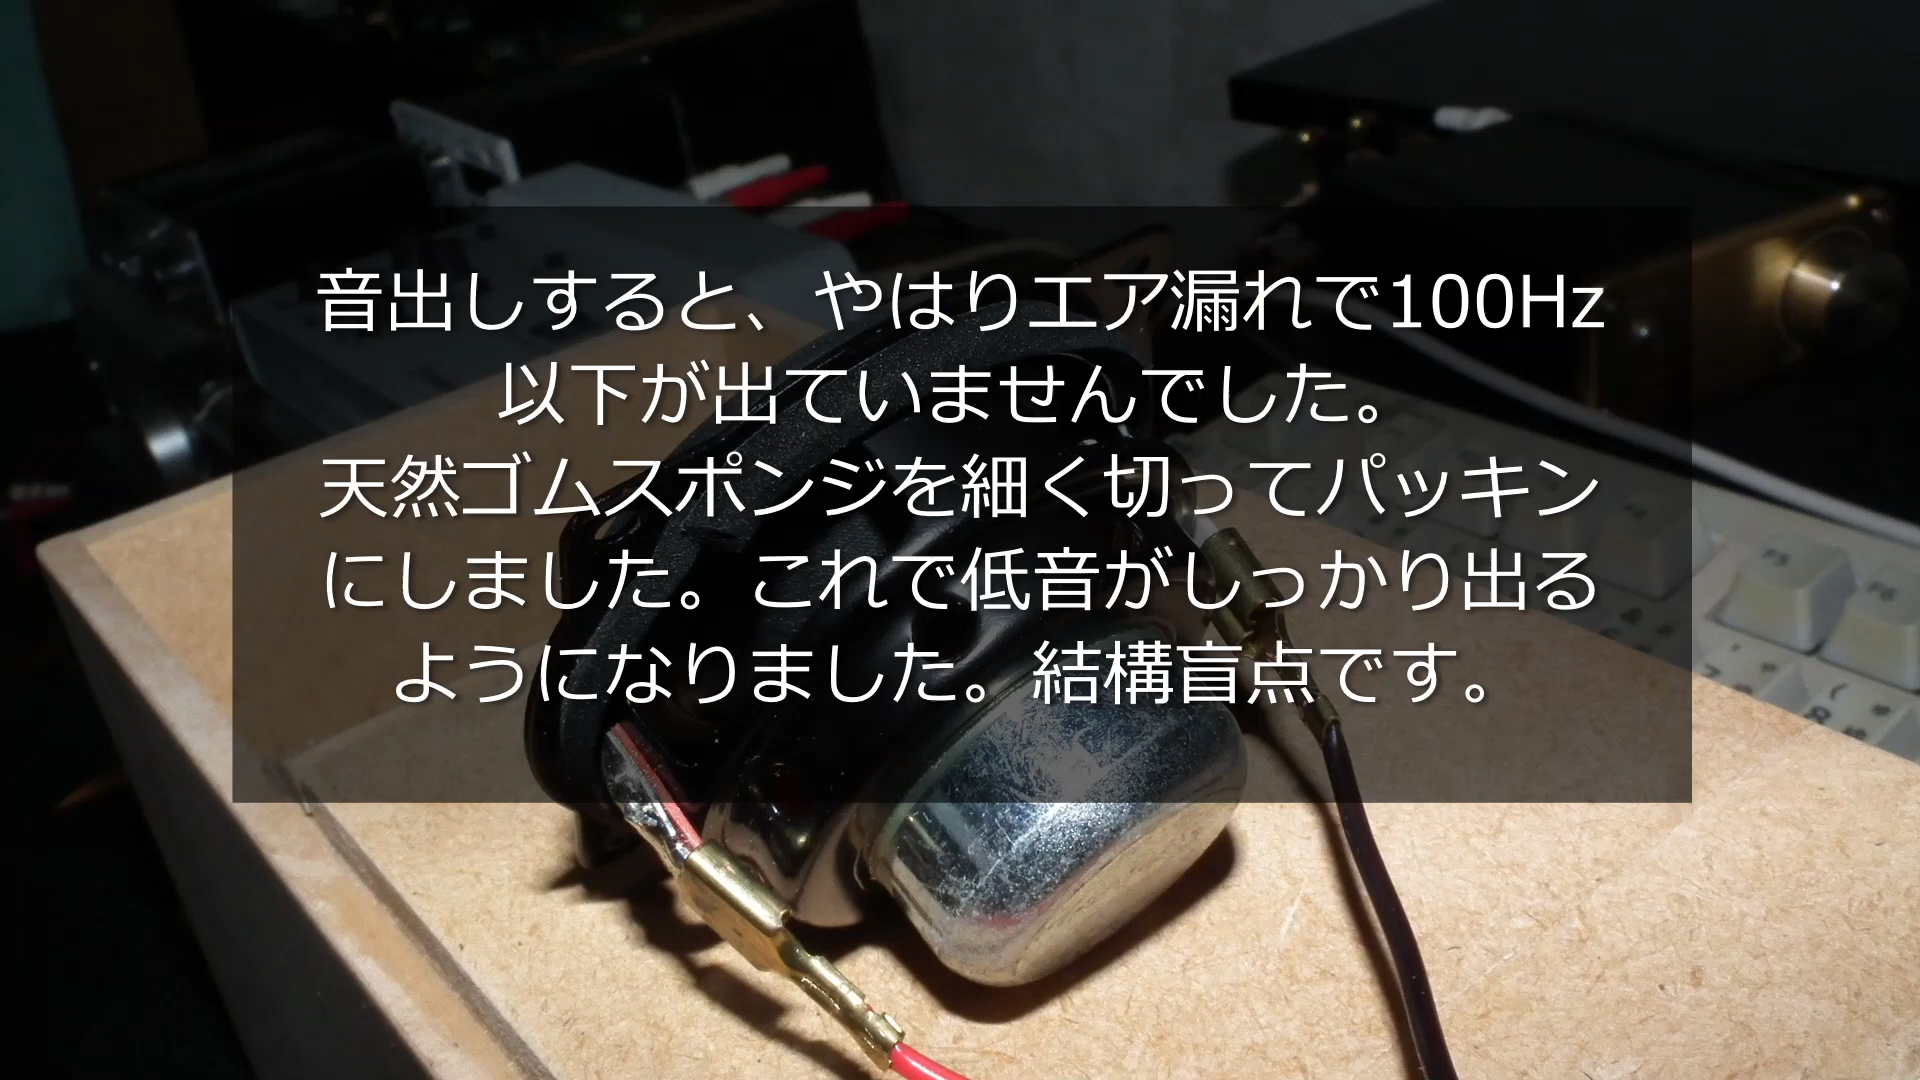 音出しすると、やはりエア漏れで100Hz
以下が出ていませんでした。
天然ゴムスポンジを細く切ってパッキン
にしました。これで低音がしっかり出る
ようになりました。結構盲点です。